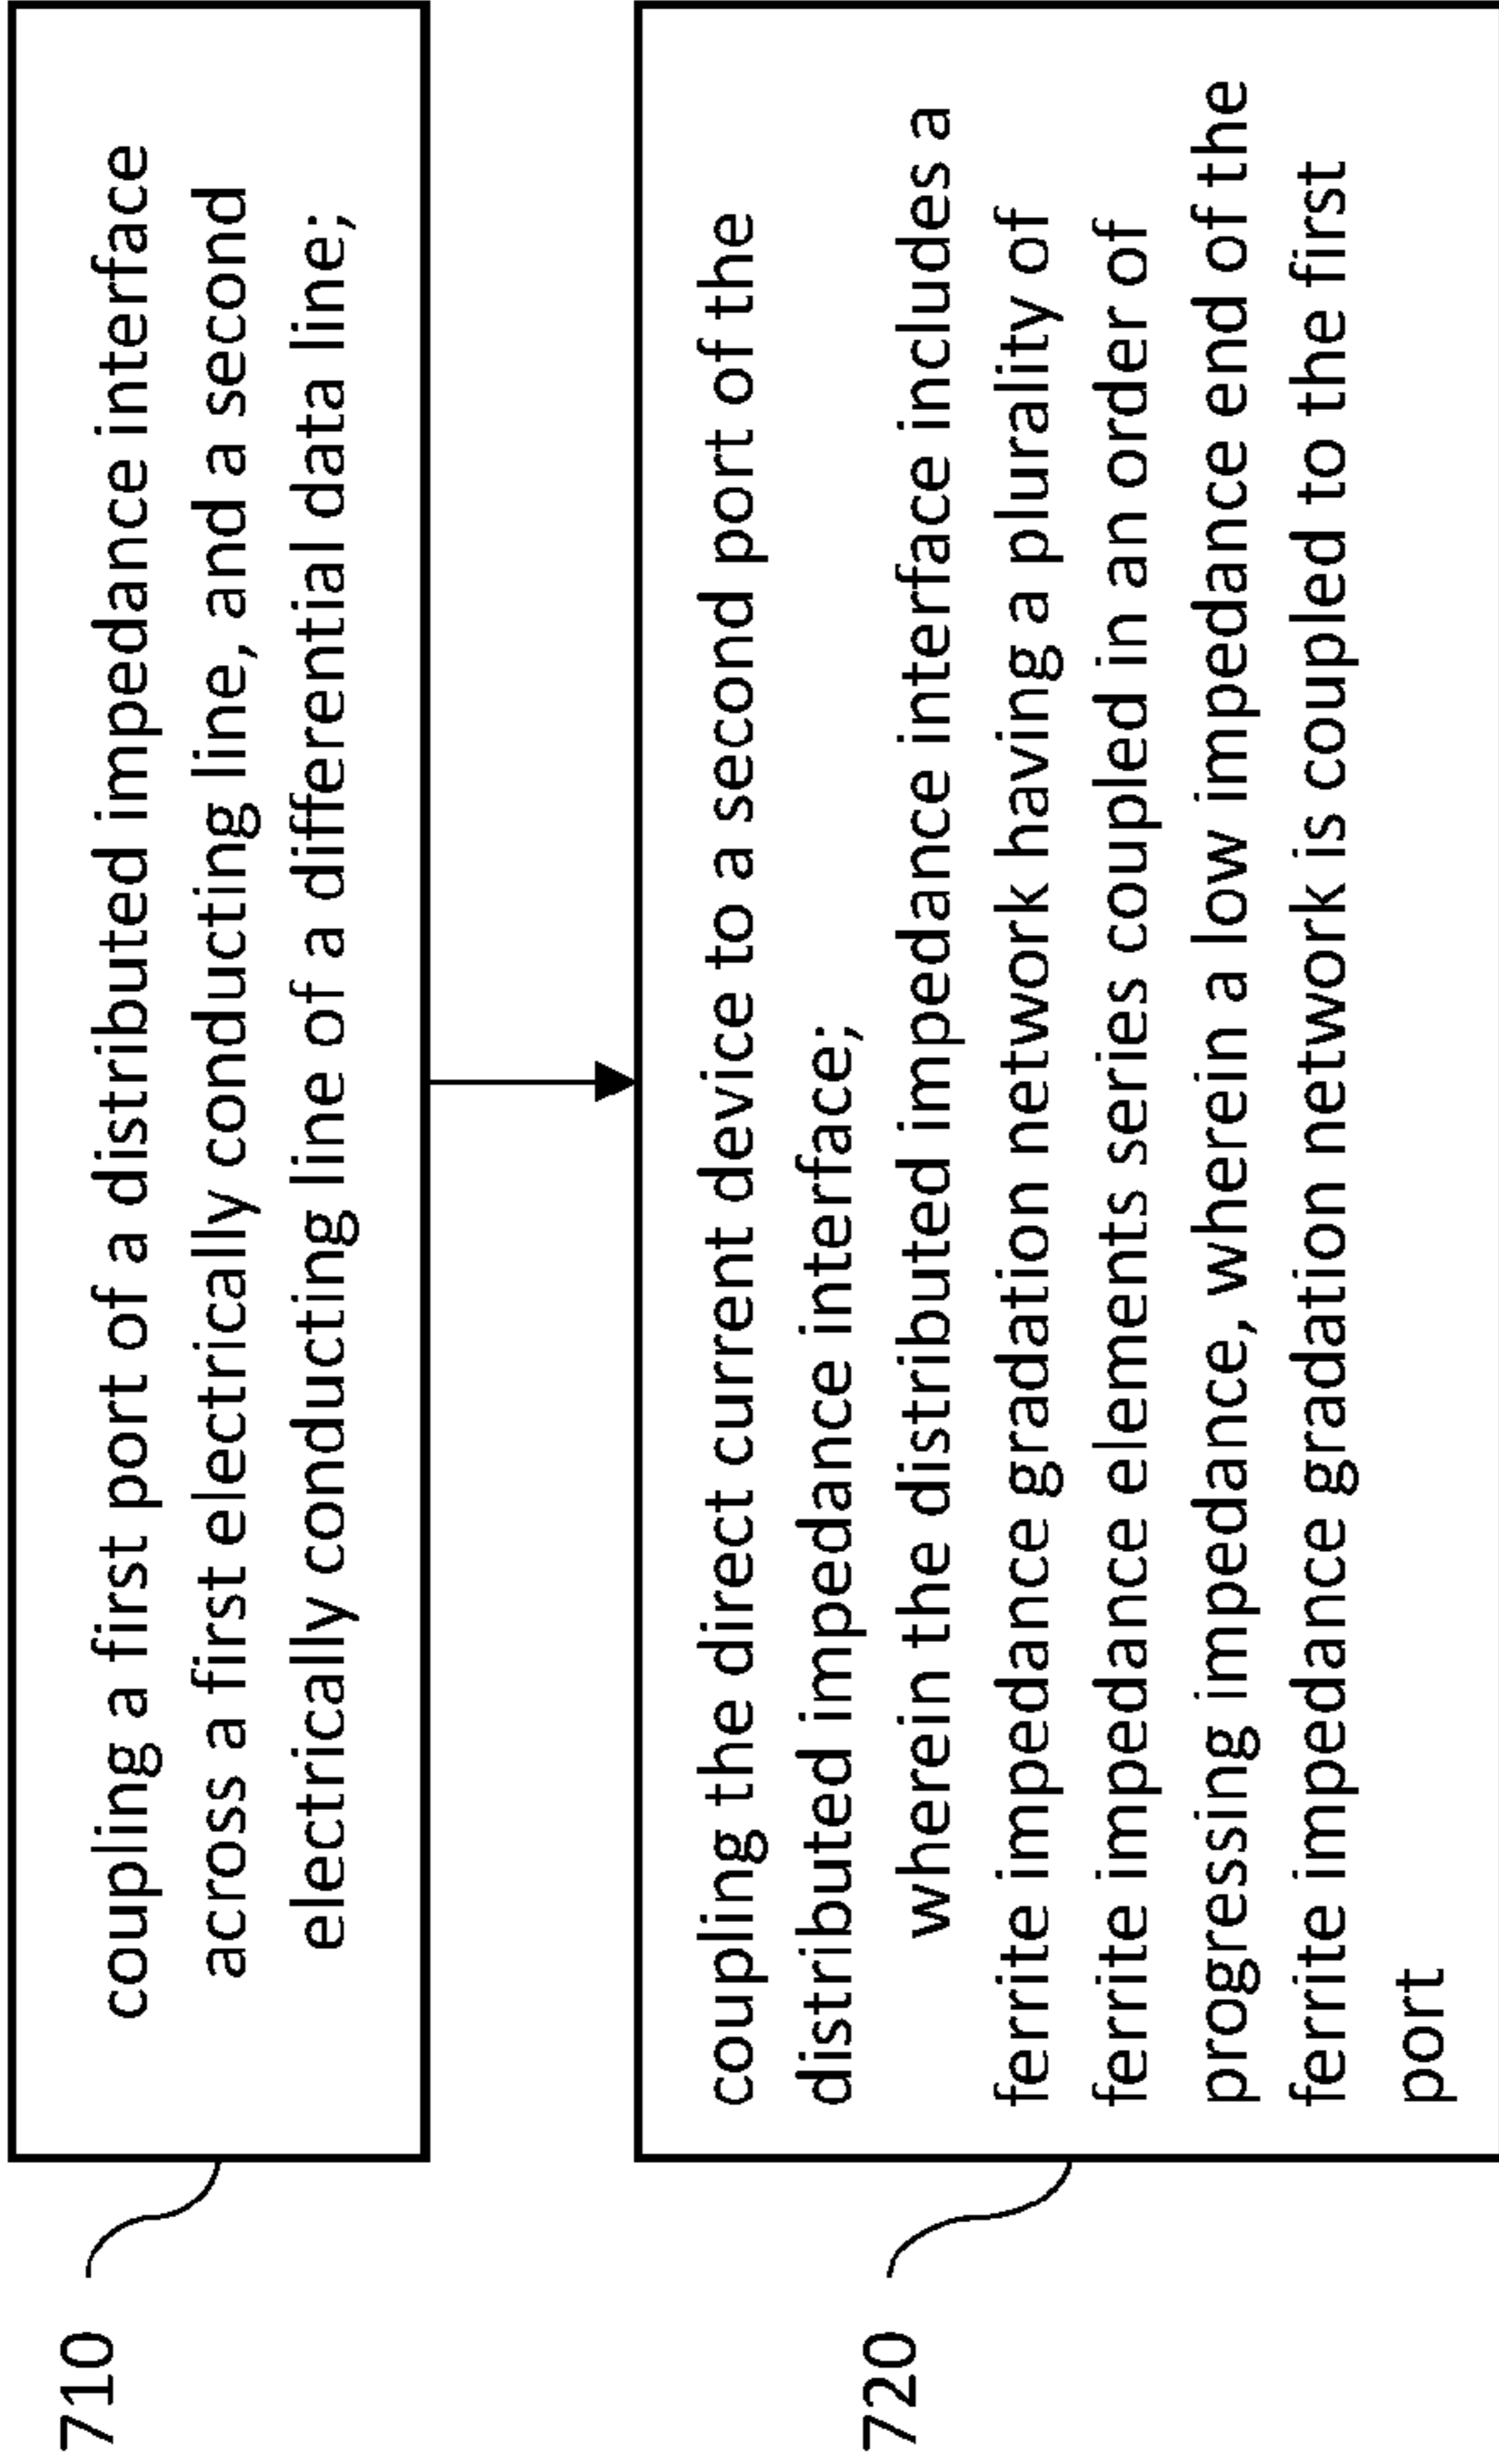 710
coupling a first port of a distributed impedance interface
across a first electrically conducting line, and a second
electrically conducting line of a differential data line;
720
coupling the direct current device to a second port of the
distributed impedance interface;
wherein the distributed impedance interface includes a
ferrite impedance gradation network having a plurality of
ferrite impedance elements series coupled in an order of
progressing impedance, wherein a low impedance end of the
ferrite impedance gradation network is coupled to the first
port